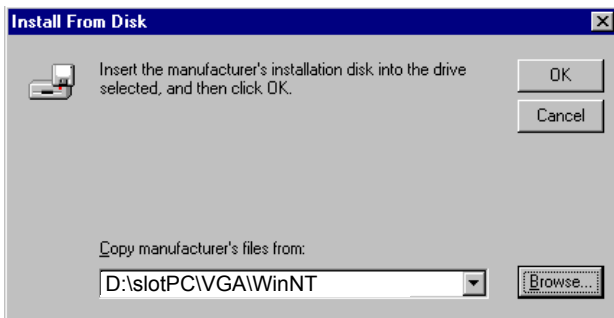 Install From Disk
Insert the manufacturer's installation disk into the drive
selected, and then click OK.
OK
Cancel
Copy manufacturer's files from:
D:\slotPC\VGA\WinNT
Browse...